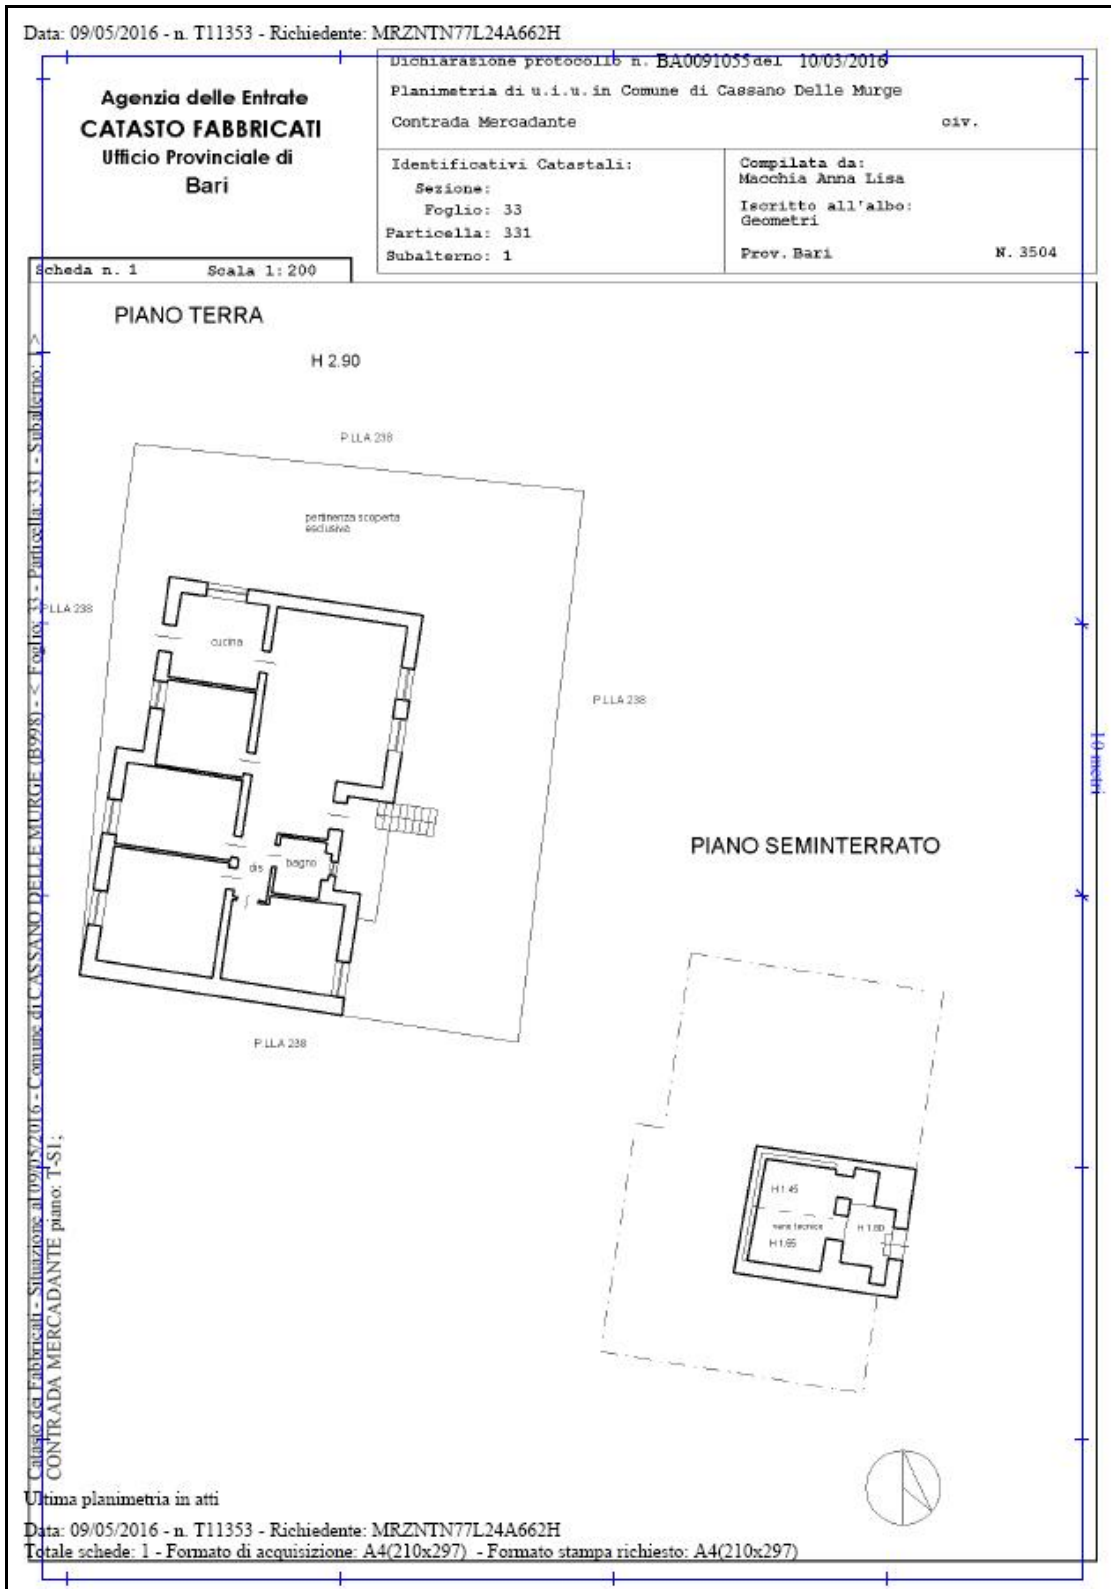 Data: 09/05/2016 - n. T11353 - Richiedente: MRZNTN77L24A662H
Agenzia delle Entrate
CATASTO FABBRICATI
Ufficio Provinciale di
Bari
Dichiarazione protocollo n. BA0091055 del 10/03/2016
Planimetria di u.i.u. in Comune di Cassano Delle Murge
Contrada Mercadante civ.
Identificativi Catastali:
Sezione:
Foglio: 33
Particella: 331
Subalterno: 1
Compilata da:
Macchia Anna Lisa
Iscritto all'albo:
Geometri
Prov. Bari N. 3504
Scheda n. 1 Scala 1:200
PIANO TERRA
H 2.90
P.LLA 238
pertinenza scoperta
esclusiva
P.LLA 238
cucina
P.LLA 238
dis
bagno
P.LLA 238
PIANO SEMINTERRATO
H 1.45
vano tecnico
H 1.65
H 1.80
10 metri
Catasto dei Fabbricati - Situazione al 09/05/2016 - Comune di CASSANO DELLE MURGE (B998) - < Foglio: 33 - Particella: 331 - Subalterno: 1 >
CONTRADA MERCADANTE piano: T-S1;
Ultima planimetria in atti
Data: 09/05/2016 - n. T11353 - Richiedente: MRZNTN77L24A662H
Totale schede: 1 - Formato di acquisizione: A4(210x297) - Formato stampa richiesto: A4(210x297)